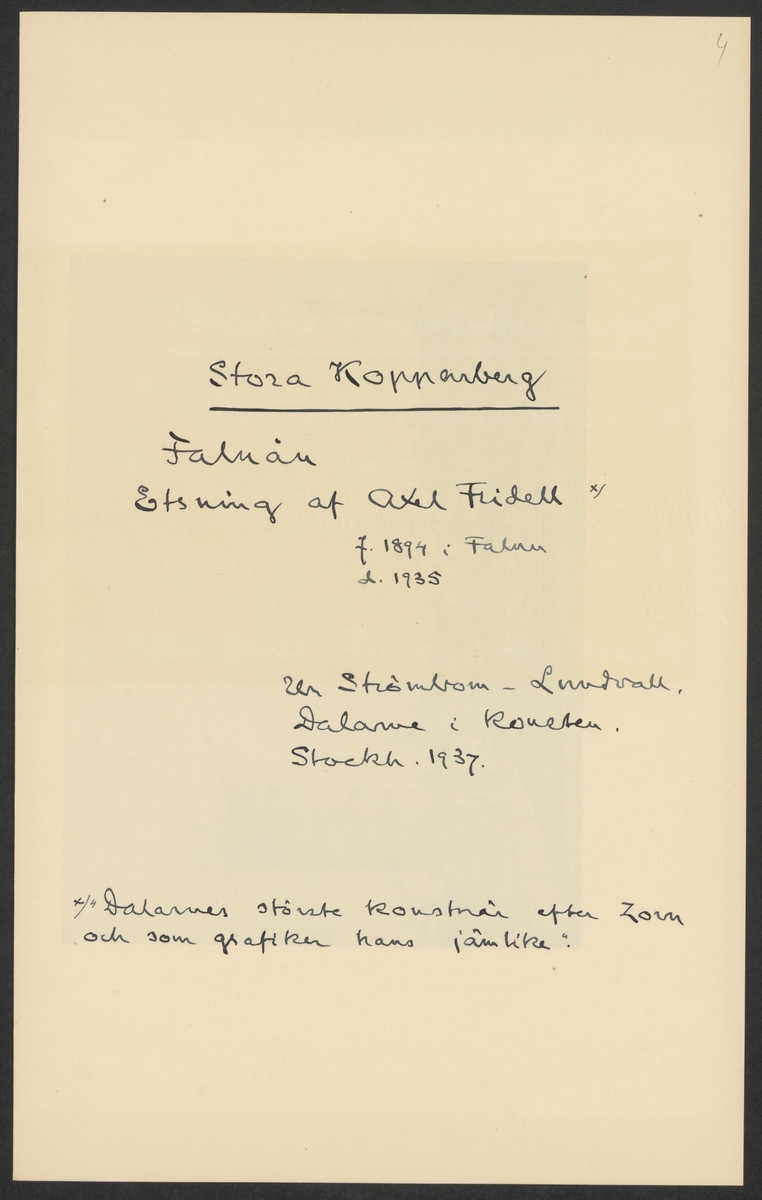 4
Stora Kopparberg
Faluån
Etsning af Axel Fridell x/
f. 1894 i Falun
d. 1935
Ur Strömbom - Lundvall.
Dalarne i Konsten.
Stockh. 1937.
x/ "Dalarnes störste konstnär efter Zorn
och som grafiker hans jämlike".